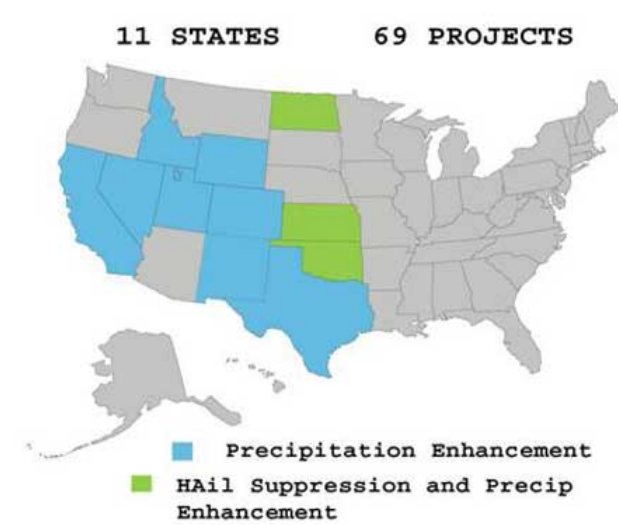 11 STATES 69 PROJECTS
Precipitation Enhancement
HAil Suppression and Precip
Enhancement